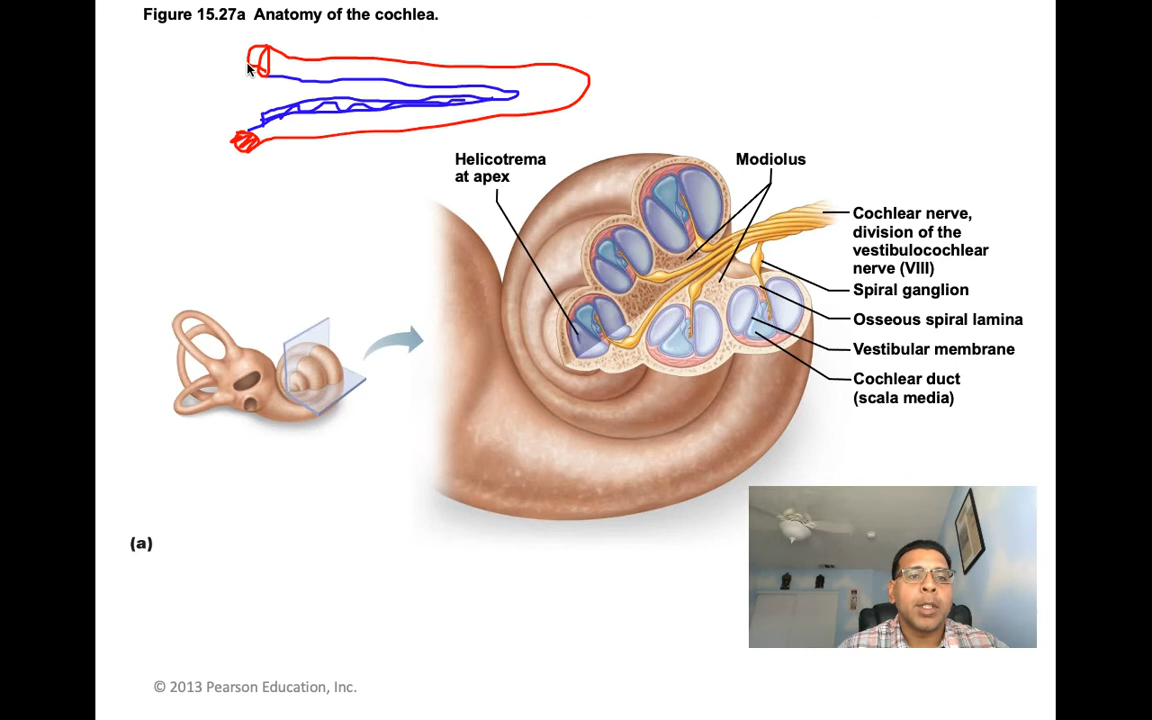 Figure 15.27a Anatomy of the cochlea.
Helicotrema
at apex
Modiolus
Cochlear nerve,
division of the
vestibulocochlear
nerve (VIII)
Spiral ganglion
Osseous spiral lamina
Vestibular membrane
Cochlear duct
(scala media)
(a)
© 2013 Pearson Education, Inc.